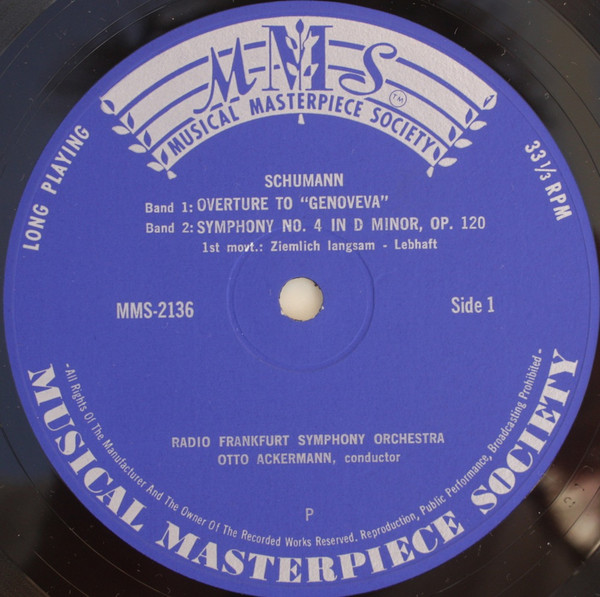 MMS
TM
MUSICAL MASTERPIECE SOCIETY
LONG PLAYING
33 1/3 RPM
SCHUMANN
Band 1: OVERTURE TO "GENOVEVA"
Band 2: SYMPHONY NO. 4 IN D MINOR, OP. 120
1st movt.: Ziemlich langsam - Lebhaft
MMS-2136
Side 1
RADIO FRANKFURT SYMPHONY ORCHESTRA
OTTO ACKERMANN, conductor
P
-All Rights Of The Manufacturer And The Owner Of The Recorded Works Reserved. Reproduction, Public Performance, Broadcasting Prohibited-
MUSICAL MASTERPIECE SOCIETY